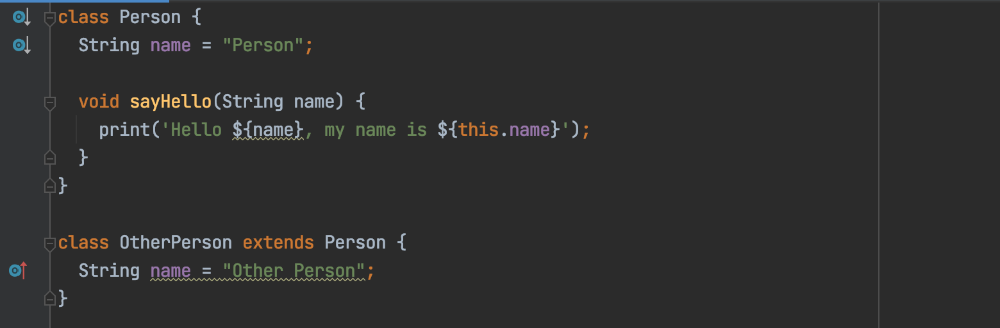 class Person {
  String name = "Person";
  void sayHello(String name) {
    print('Hello ${name}, my name is ${this.name}');
  }
}
class OtherPerson extends Person {
  String name = "Other Person";
}